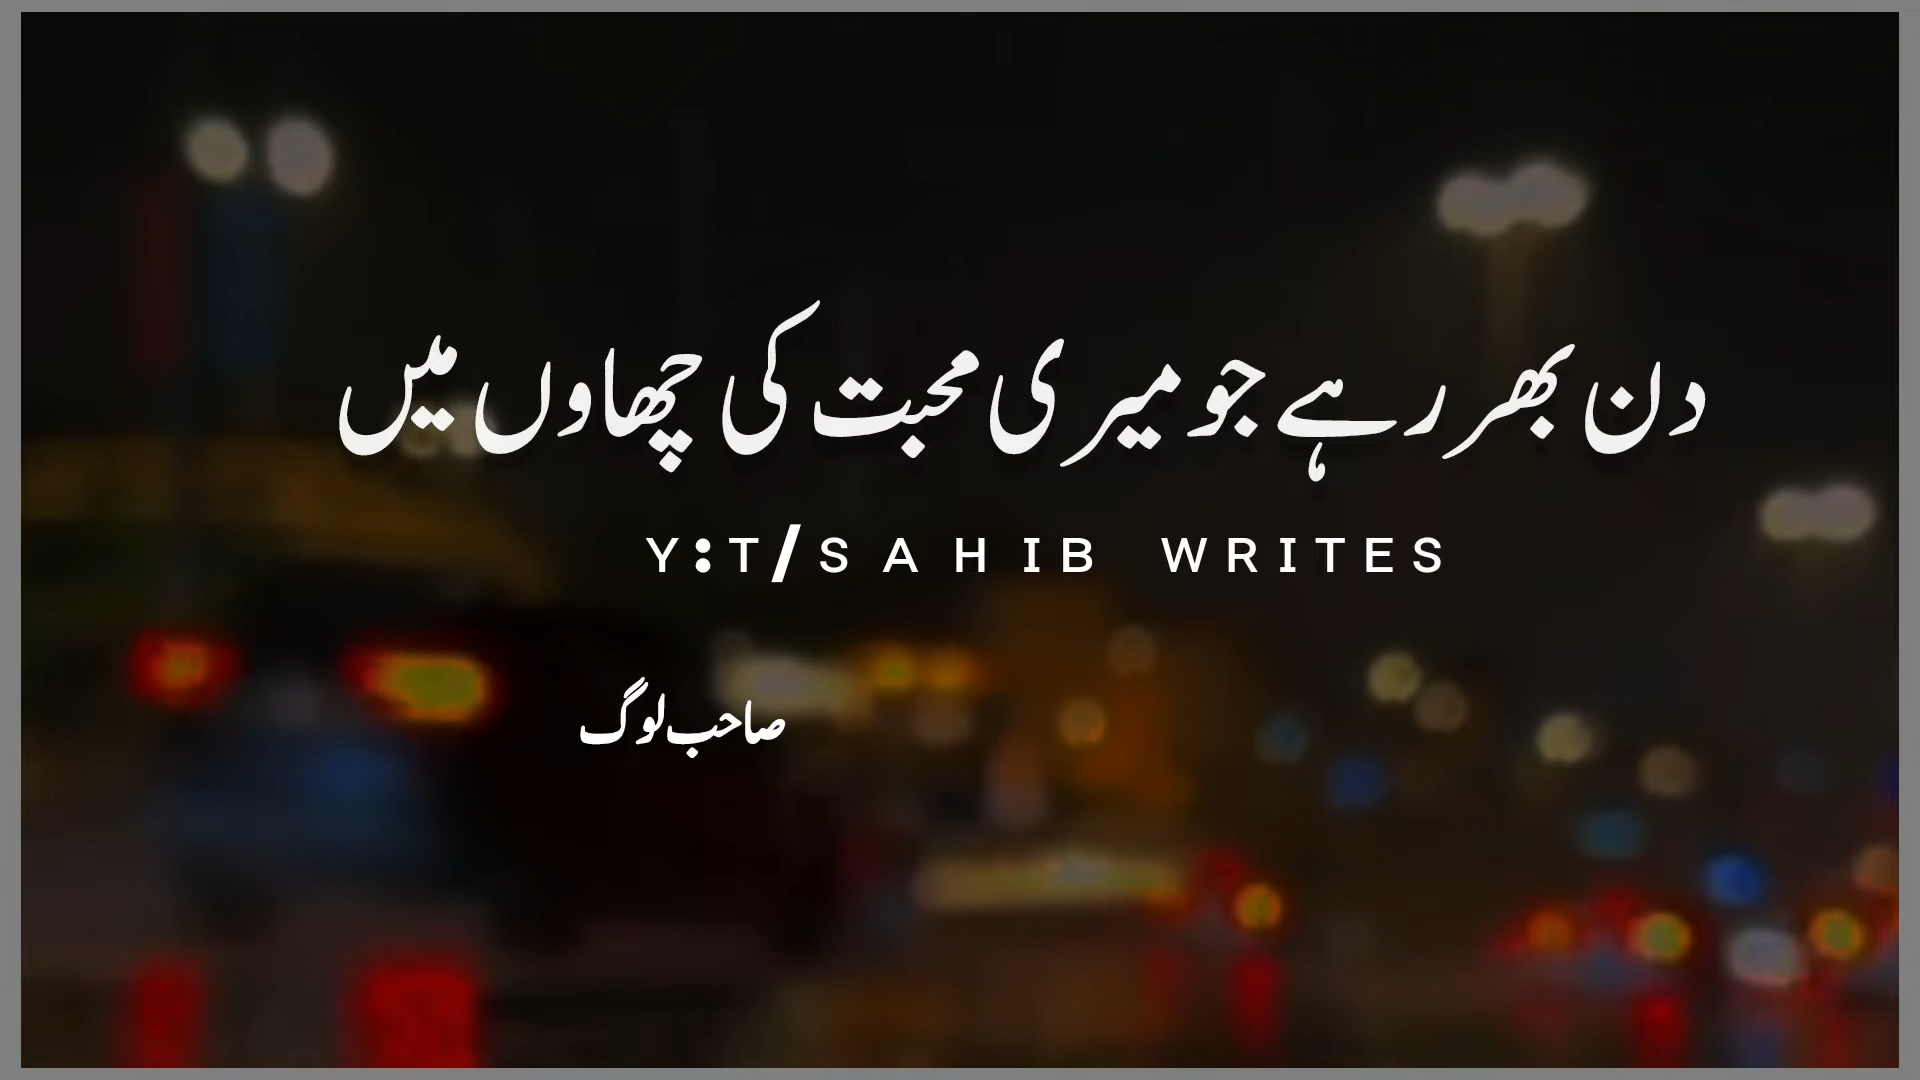 دن بھر رہے جو میری محبت کی چھاوں میں
Y:T/SAHIB WRITES
صاحب لوگ